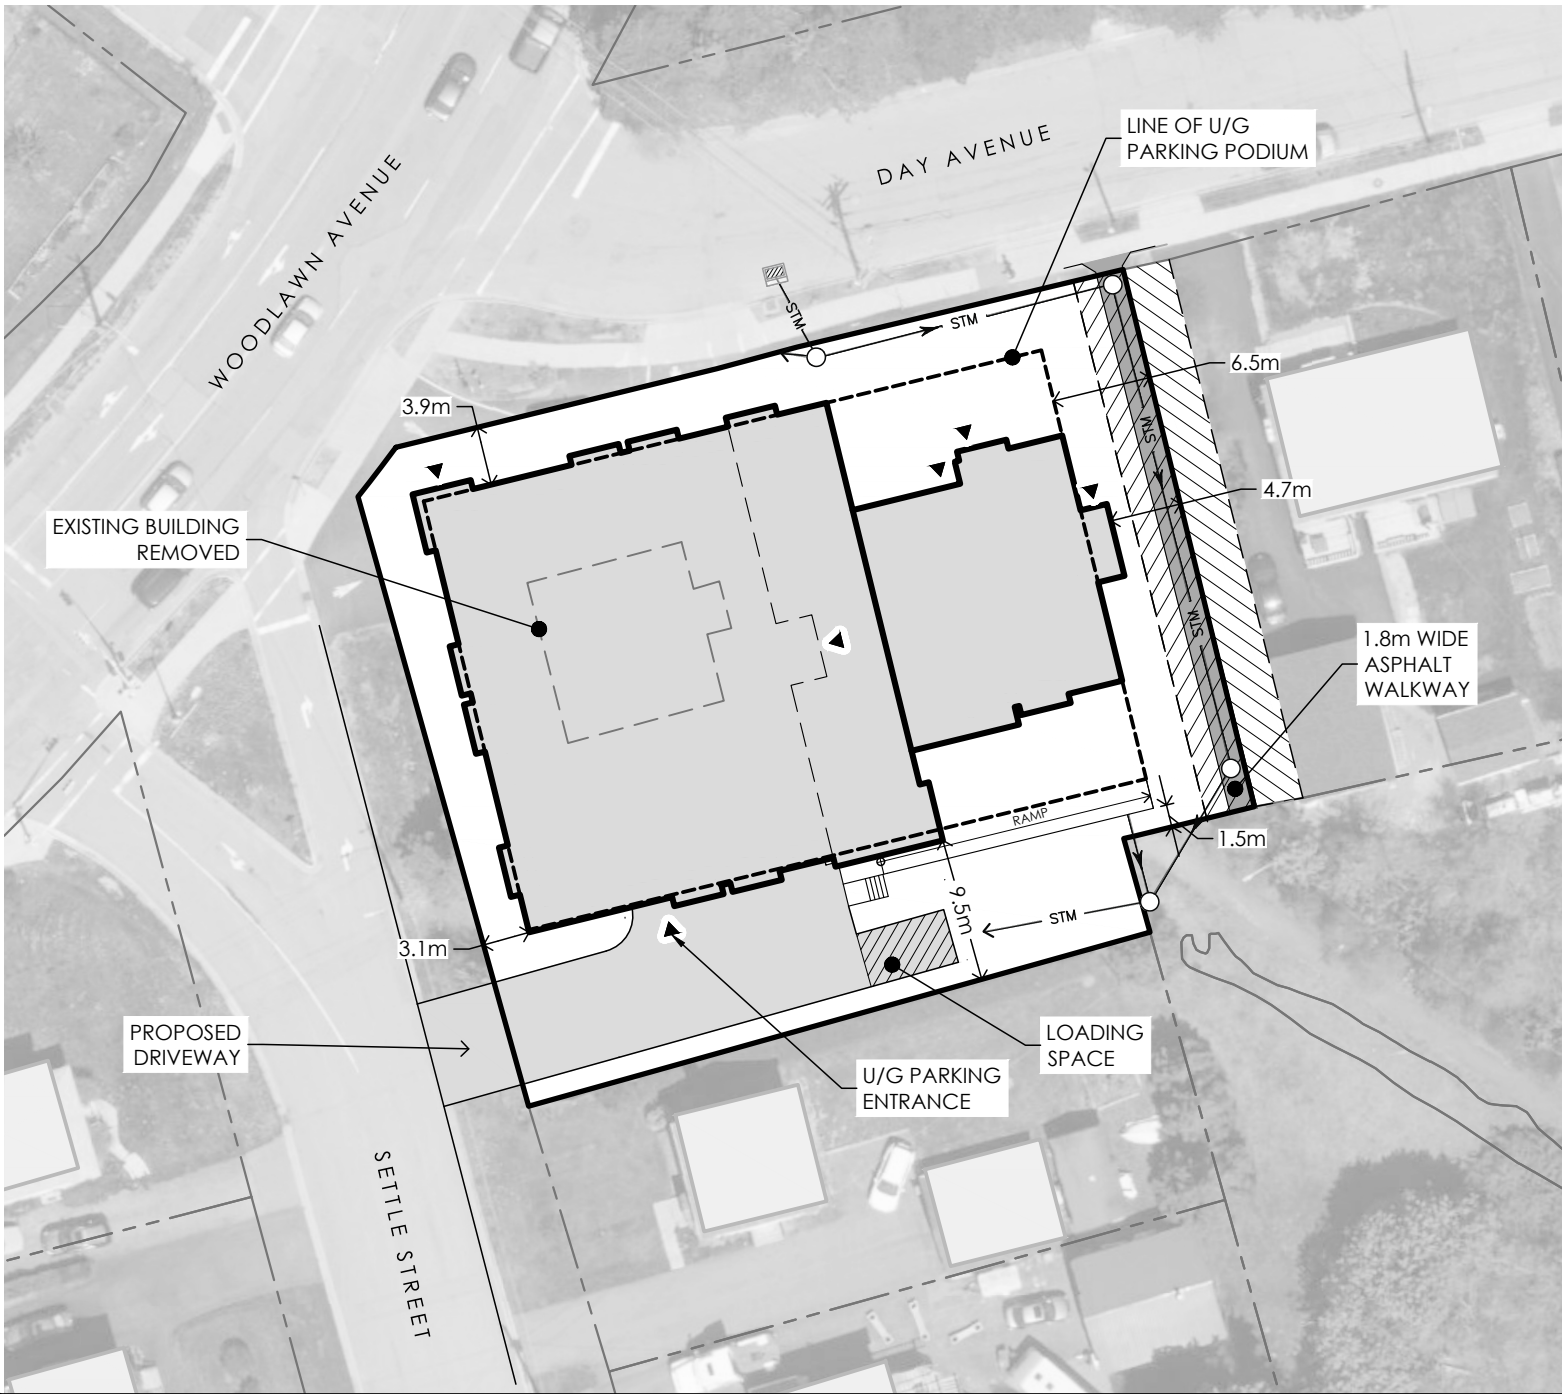 LINE OF U/G
PARKING PODIUM
DAY AVENUE
WOODLAWN AVENUE
STM
STM
6.5m
3.9m
STM
4.7m
EXISTING BUILDING
REMOVED
STM
1.8m WIDE
ASPHALT
WALKWAY
RAMP
1.5m
9.5m
STM
3.1m
PROPOSED
DRIVEWAY
LOADING
SPACE
U/G PARKING
ENTRANCE
SETTLE STREET